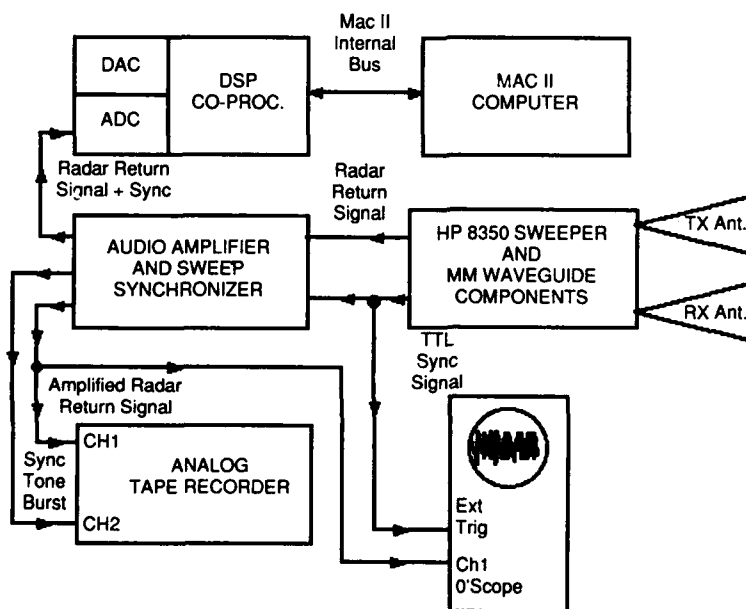 Mac II
Internal
Bus
DAC
ADC
DSP
CO-PROC.
MAC II
COMPUTER
Radar Return
Signal + Sync
Radar
Return
Signal
AUDIO AMPLIFIER
AND SWEEP
SYNCHRONIZER
HP 8350 SWEEPER
AND
MM WAVEGUIDE
COMPONENTS
TX Ant.
RX Ant.
TTL
Sync
Signal
Amplified Radar
Return Signal
Sync
Tone
Burst
CH1
CH2
ANALOG
TAPE RECORDER
Ext
Trig
Ch1
0'Scope